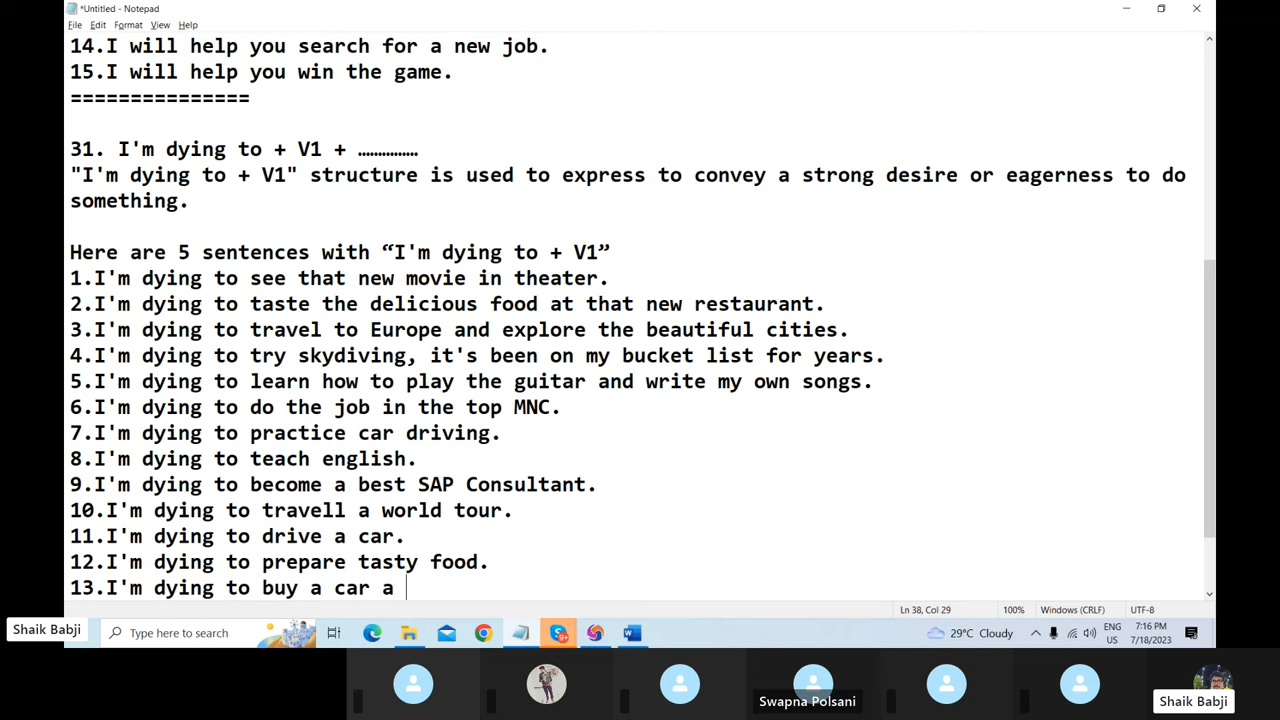 *Untitled - Notepad
File Edit Format View Help
14.I will help you search for a new job.
15.I will help you win the game.
===============
31. I'm dying to + V1 + ……………
"I'm dying to + V1" structure is used to express to convey a strong desire or eagerness to do
something.
Here are 5 sentences with “I'm dying to + V1”
1.I'm dying to see that new movie in theater.
2.I'm dying to taste the delicious food at that new restaurant.
3.I'm dying to travel to Europe and explore the beautiful cities.
4.I'm dying to try skydiving, it's been on my bucket list for years.
5.I'm dying to learn how to play the guitar and write my own songs.
6.I'm dying to do the job in the top MNC.
7.I'm dying to practice car driving.
8.I'm dying to teach english.
9.I'm dying to become a best SAP Consultant.
10.I'm dying to travell a world tour.
11.I'm dying to drive a car.
12.I'm dying to prepare tasty food.
13.I'm dying to buy a car a
Ln 38, Col 29 100% Windows (CRLF) UTF-8
Shaik Babji
Type here to search
9+
29°C Cloudy
ENG
US
7:16 PM
7/18/2023
Swapna Polsani
Shaik Babji